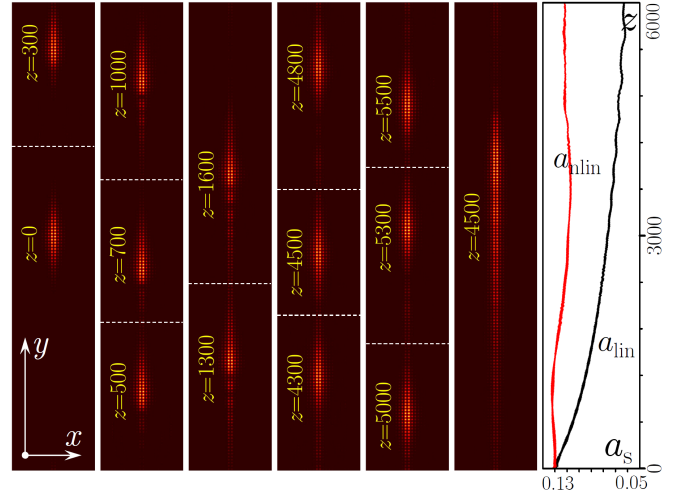 z=300
z=0
y
x
z=1000
z=700
z=500
z=1600
z=1300
z=4800
z=4500
z=4300
z=5500
z=5300
z=5000
z=4500
z
6000
a_nlin
3000
a_lin
a_s
0
0.13 0.05